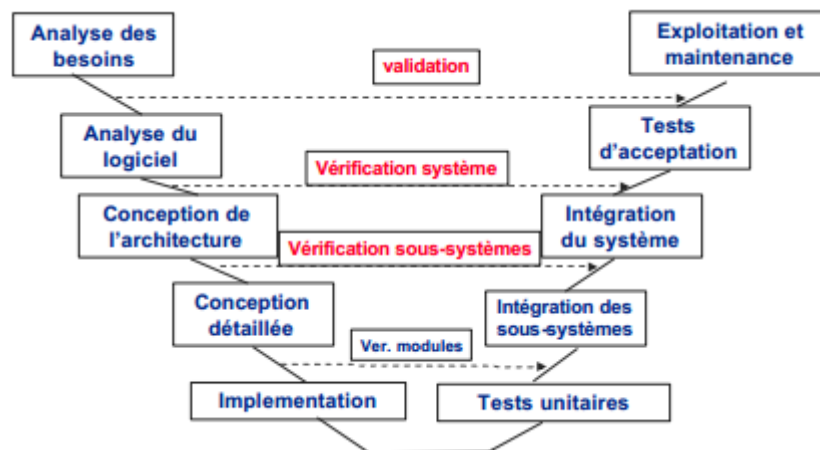 Analyse des
besoins
Exploitation et
maintenance
validation
Analyse du
logiciel
Tests
d'acceptation
Vérification système
Conception de
l'architecture
Intégration
du système
Vérification sous-systèmes
Conception
détaillée
Intégration des
sous-systèmes
Ver. modules
Implementation
Tests unitaires